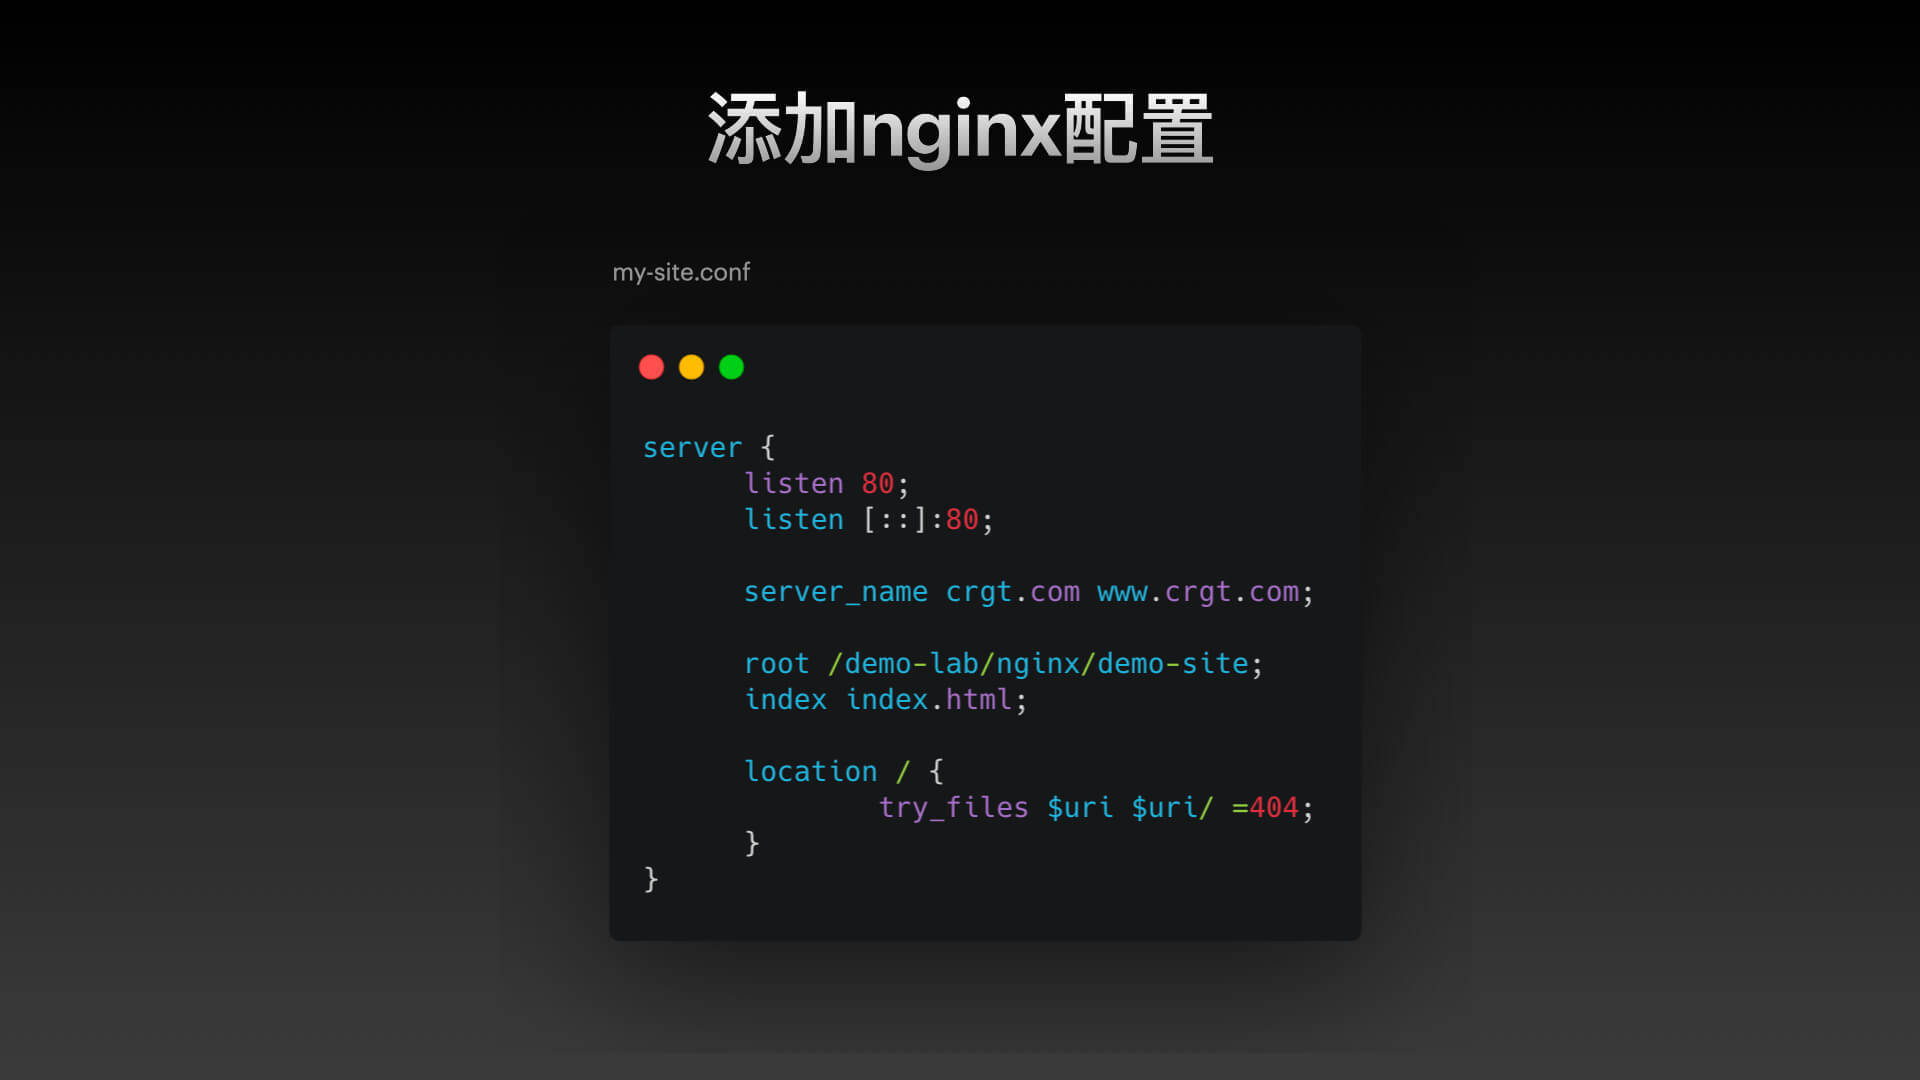 添加nginx配置
my-site.conf
server {
listen 80;
listen [::]:80;
server_name crgt.com www.crgt.com;
root /demo-lab/nginx/demo-site;
index index.html;
location / {
try_files $uri $uri/ =404;
}
}